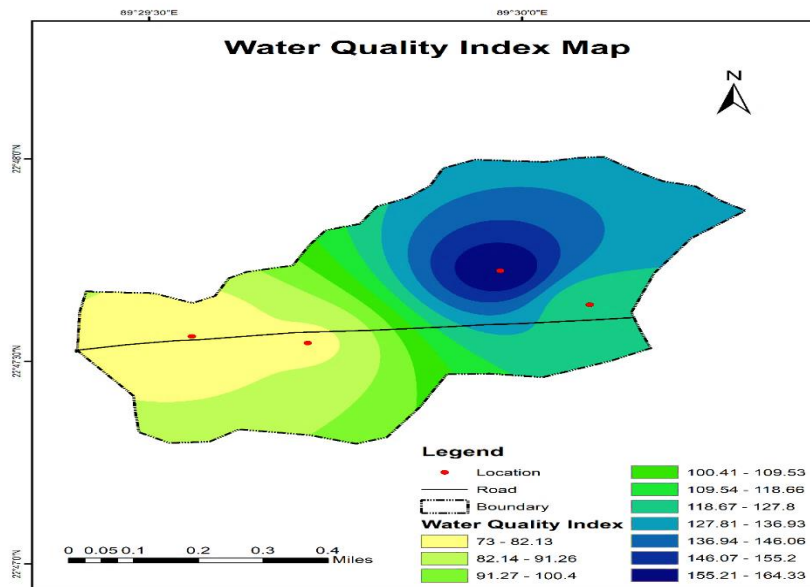 89°29'30"E 89°30'0"E
Water Quality Index Map
N
22°48'0"N
22°47'30"N
22°47'0"N
Legend
Location
Road
Boundary
Water Quality Index
73 - 82.13
82.14 - 91.26
91.27 - 100.4
100.41 - 109.53
109.54 - 118.66
118.67 - 127.8
127.81 - 136.93
136.94 - 146.06
146.07 - 155.2
155.21 - 164.33
0 0.05 0.1 0.2 0.3 0.4
Miles